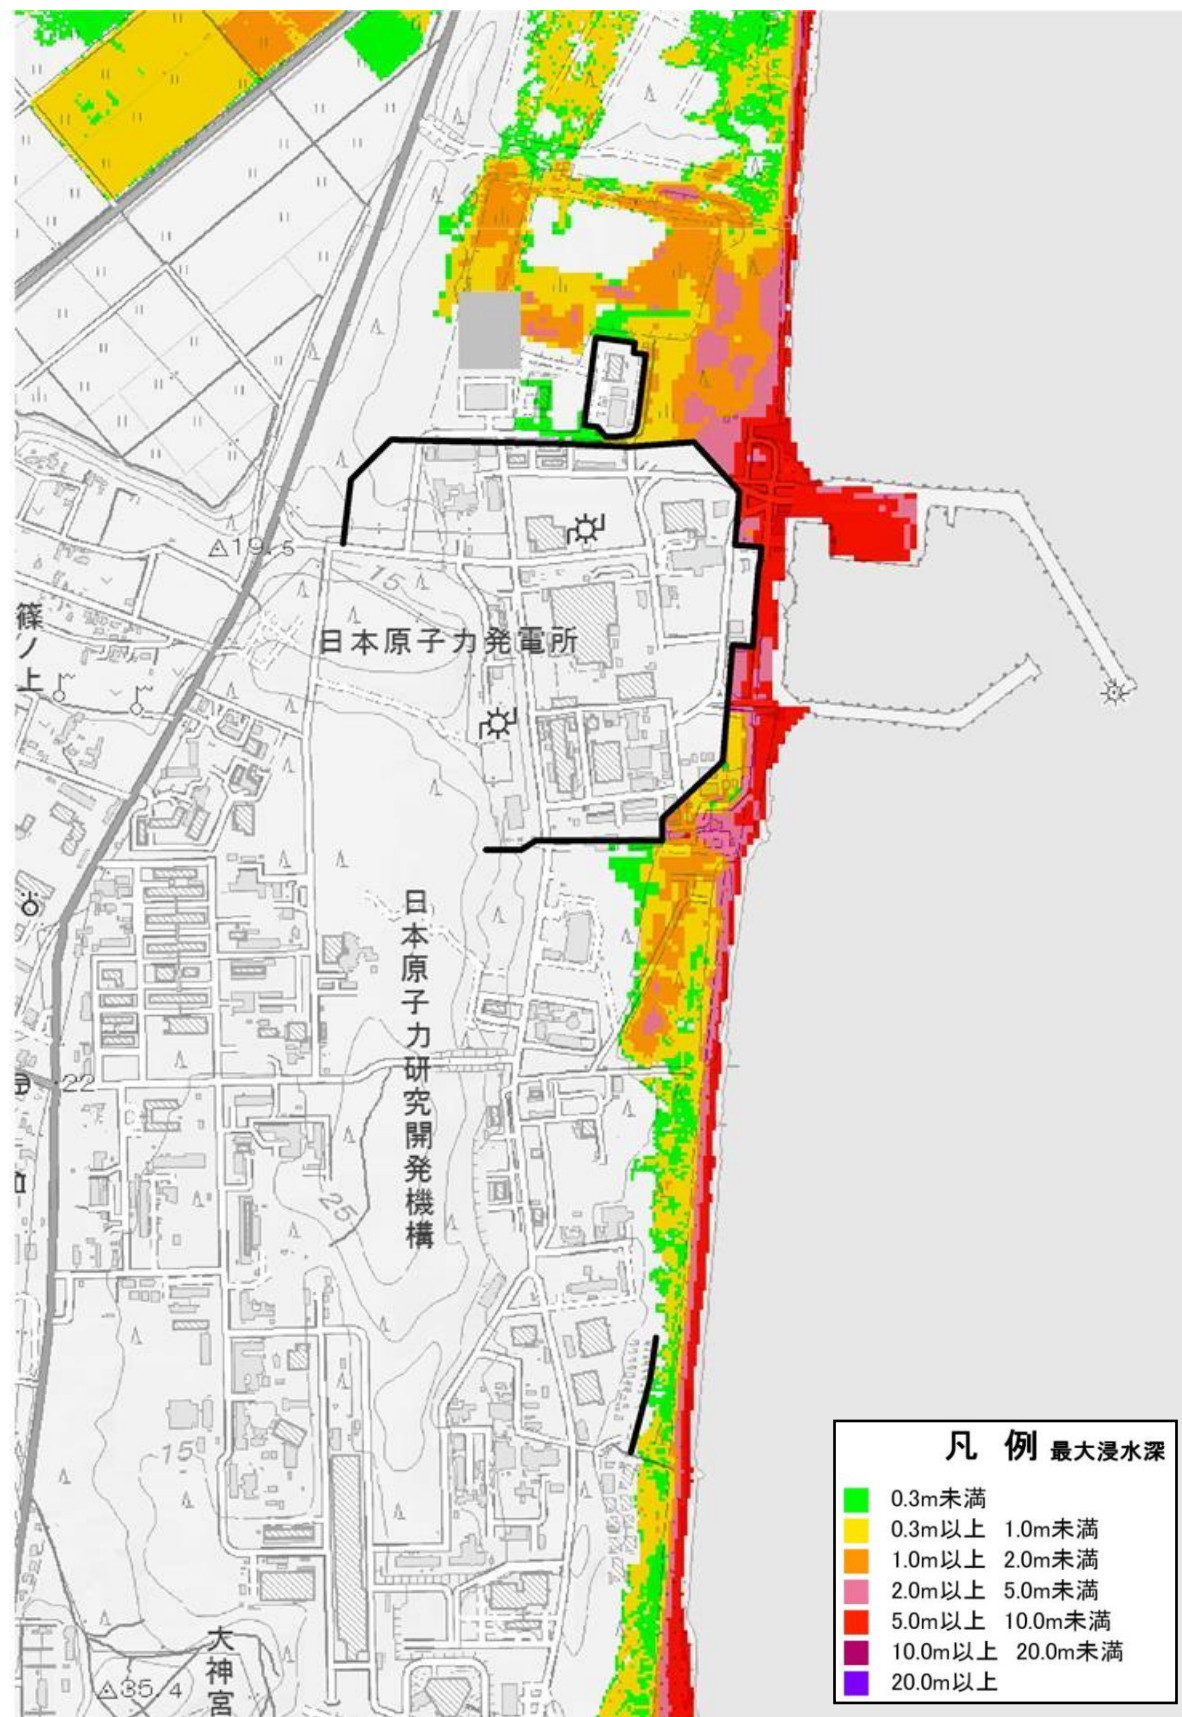 19.5
15
篠ノ上
日本原子力発電所
日本原子力研究開発機構
22
25
15
大神宮
35.4
凡 例 最大浸水深
0.3m未満
0.3m以上 1.0m未満
1.0m以上 2.0m未満
2.0m以上 5.0m未満
5.0m以上 10.0m未満
10.0m以上 20.0m未満
20.0m以上